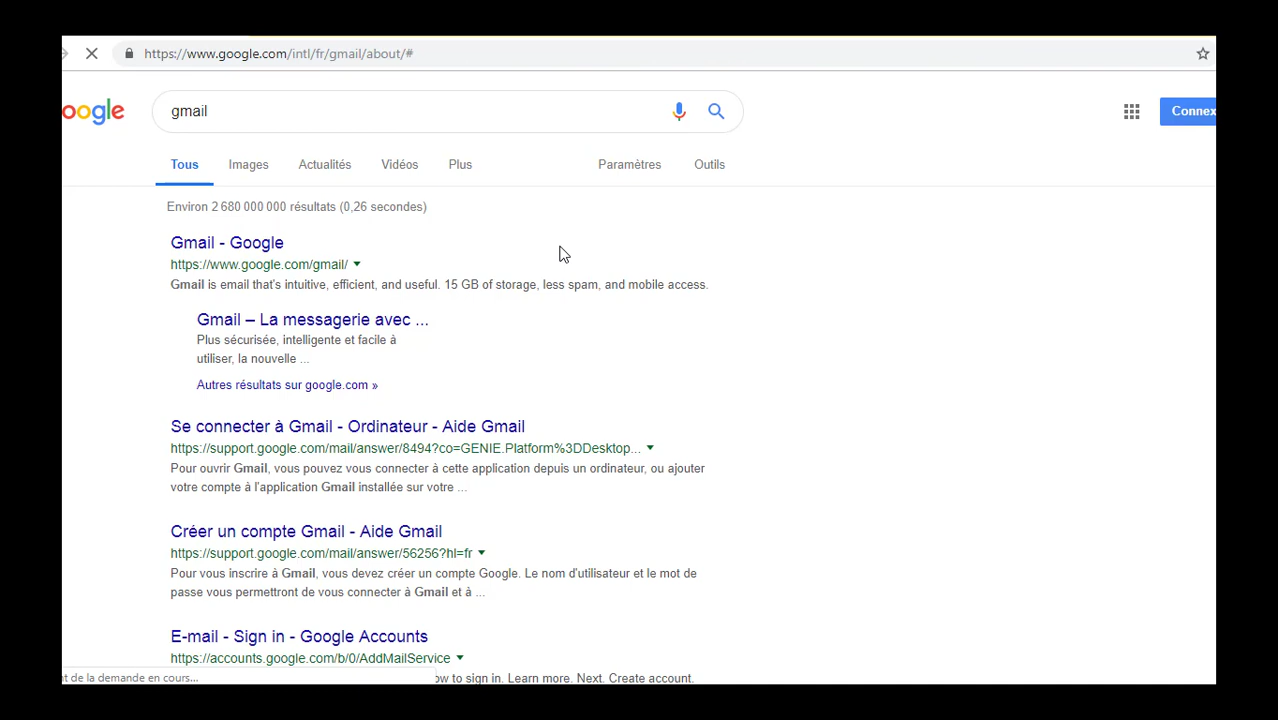 https://www.google.com/intl/fr/gmail/about/#
oogle
gmail
Connex
Tous Images Actualités Vidéos Plus Paramètres Outils
Environ 2 680 000 000 résultats (0,26 secondes)
Gmail - Google
https://www.google.com/gmail/
Gmail is email that's intuitive, efficient, and useful. 15 GB of storage, less spam, and mobile access.
Gmail – La messagerie avec ...
Plus sécurisée, intelligente et facile à
utiliser, la nouvelle ...
Autres résultats sur google.com »
Se connecter à Gmail - Ordinateur - Aide Gmail
https://support.google.com/mail/answer/8494?co=GENIE.Platform%3DDesktop...
Pour ouvrir Gmail, vous pouvez vous connecter à cette application depuis un ordinateur, ou ajouter
votre compte à l'application Gmail installée sur votre ...
Créer un compte Gmail - Aide Gmail
https://support.google.com/mail/answer/56256?hl=fr
Pour vous inscrire à Gmail, vous devez créer un compte Google. Le nom d'utilisateur et le mot de
passe vous permettront de vous connecter à Gmail et à ...
E-mail - Sign in - Google Accounts
https://accounts.google.com/b/0/AddMailService
t de la demande en cours... ow to sign in. Learn more. Next. Create account.